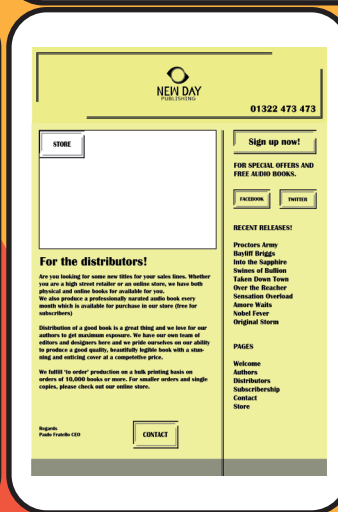 NEW DAY
PUBLISHING
01322 473 473
STORE
For the distributors!
Are you looking for some new titles for your sales lines. Whether
you are a high street retailer or an online store, we have both
physical and online books for available for you.
We also produce a professionally narated audio book every
month which is available for purchase in our store (free for
subscribers)
Distribution of a good book is a great thing and we love for our
authors to get maximum exposure. We have our own team of
editors and designers here and we pride ourselves on our ability
to produce a good quality, beautifully legible book with a stun-
ning and enticing cover at a competetive price.
We fulfill 'to order' production on a bulk printing basis on
orders of 10,000 books or more. For smaller orders and single
copies, please check out our online store.
Regards
Paulo Fratello CEO
CONTACT
Sign up now!
FOR SPECIAL OFFERS AND
FREE AUDIO BOOKS.
FACEBOOK
TWITTER
RECENT RELEASES!
Proctors Army
Bayliff Briggs
Into the Sapphire
Swines of Bullion
Taken Down Town
Over the Reacher
Sensation Overload
Amore Waits
Nobel Fever
Original Storm
PAGES
Welcome
Authors
Distributors
Subscribership
Contact
Store